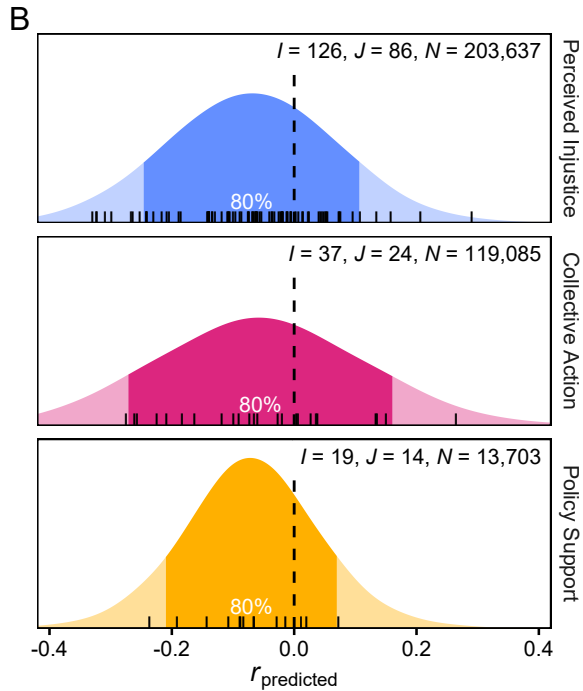 B
I = 126, J = 86, N = 203,637
80%
Perceived Injustice
I = 37, J = 24, N = 119,085
80%
Collective Action
I = 19, J = 14, N = 13,703
80%
Policy Support
-0.4 -0.2 0.0 0.2 0.4
r predicted